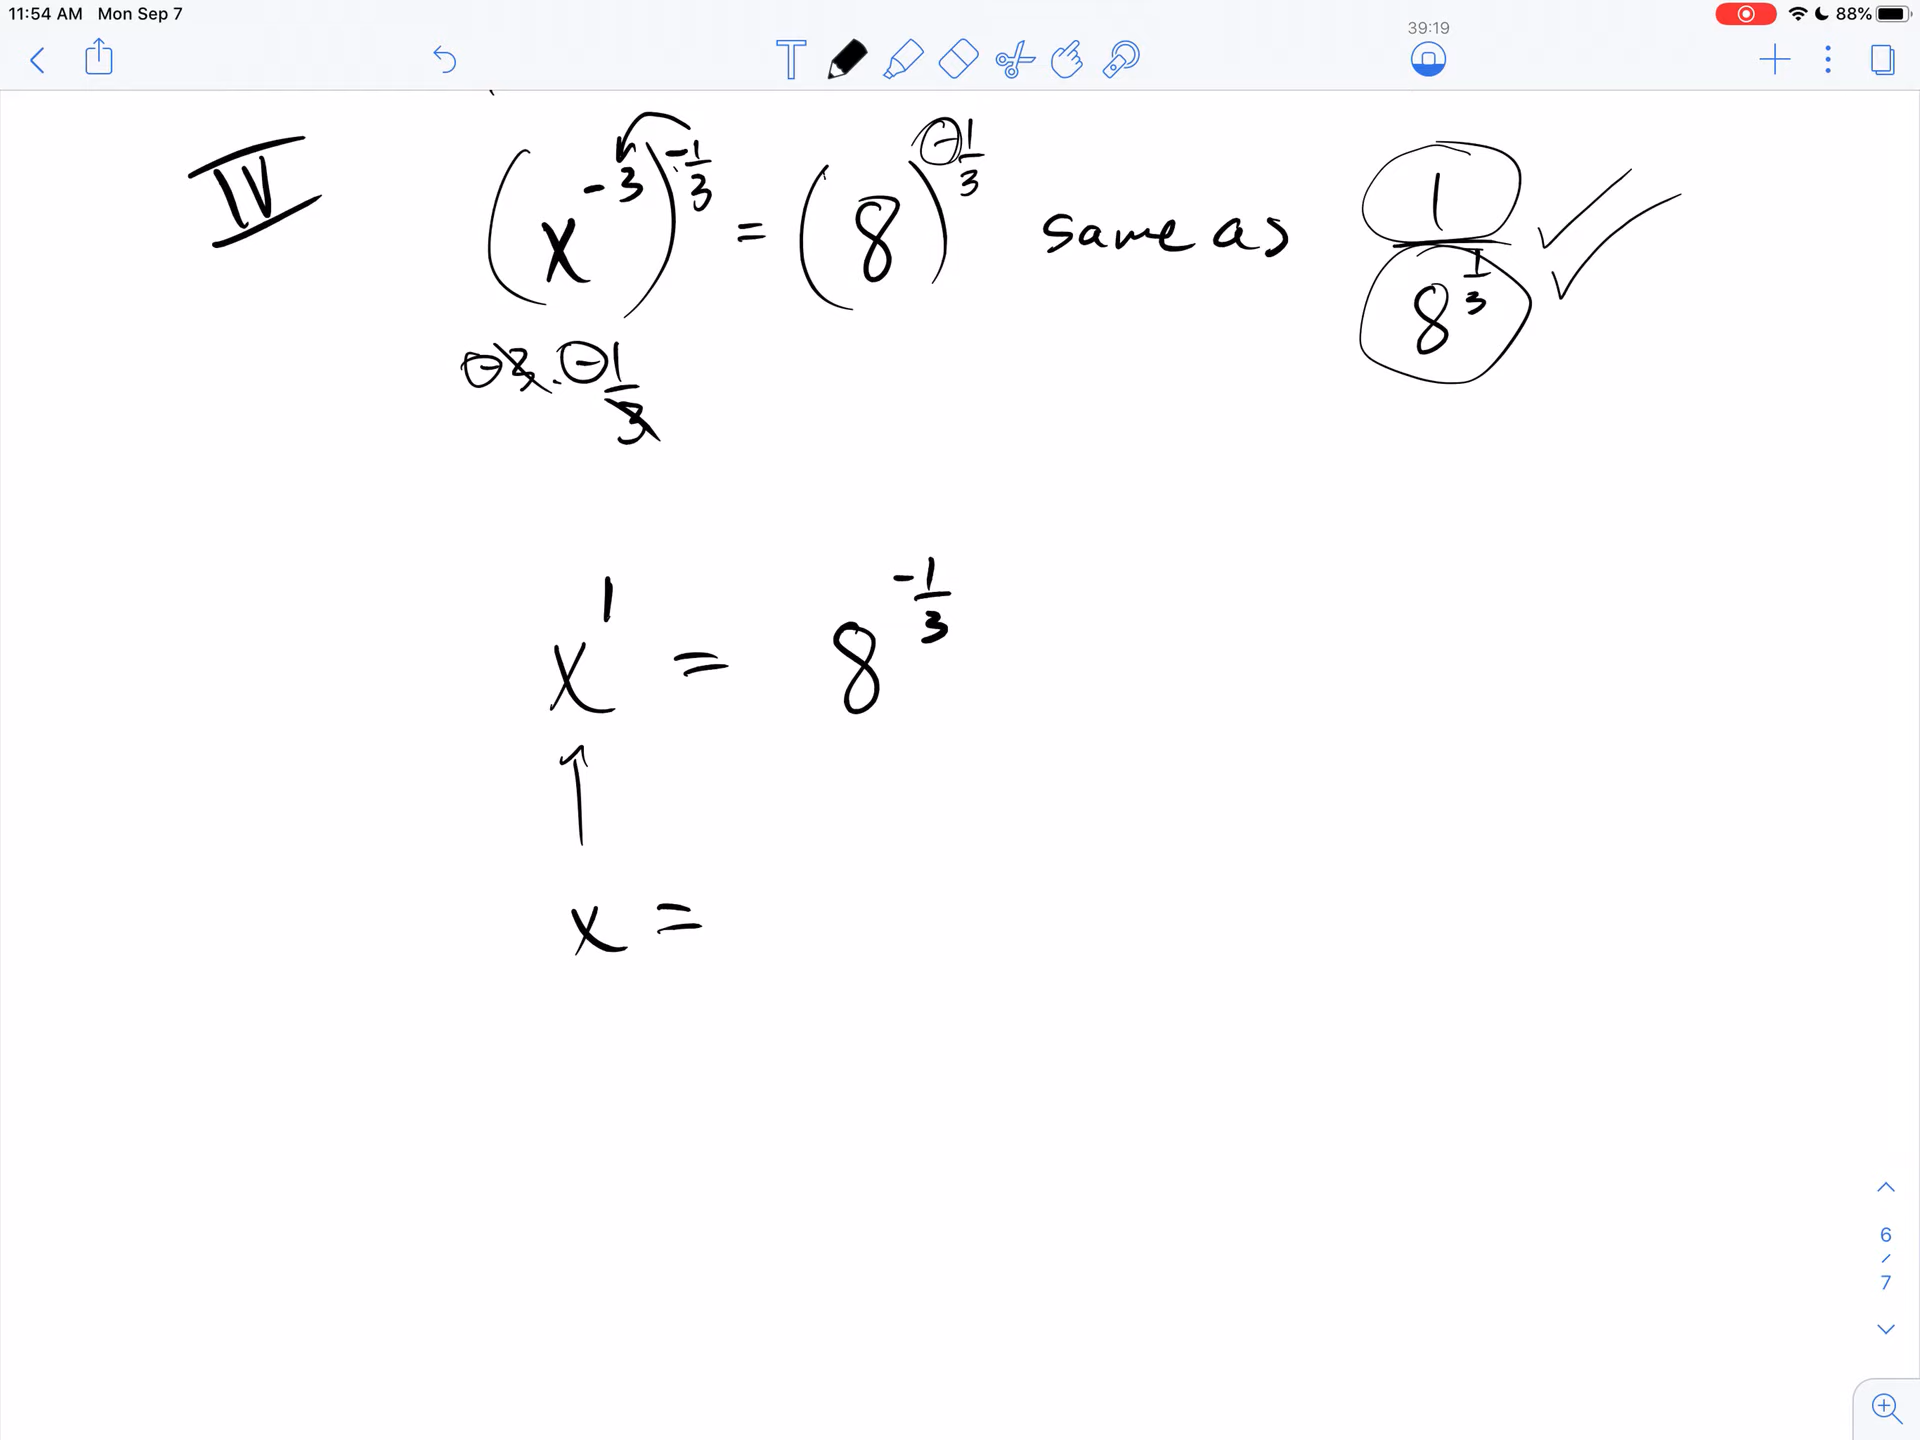 11:54 AM Mon Sep 7
88%
39:19
T
IV (x^-3)^-1/3 = (8)^-1/3 same as 1/8^1/3
-3 · -1/3
x^1 = 8^-1/3
x =
6
/
7